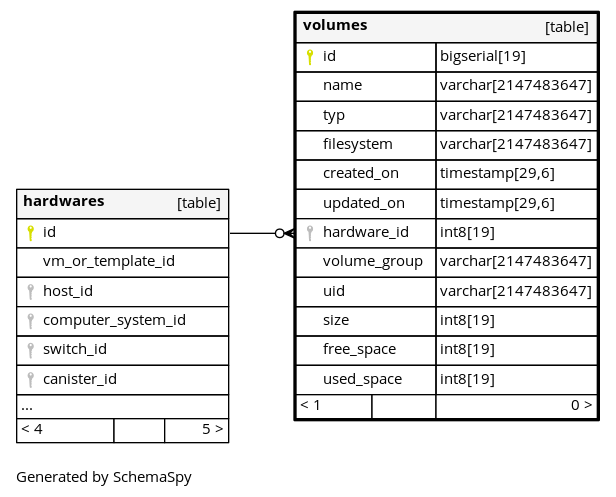 volumes [table]
id bigserial[19]
name varchar[2147483647]
typ varchar[2147483647]
filesystem varchar[2147483647]
created_on timestamp[29,6]
updated_on timestamp[29,6]
hardware_id int8[19]
volume_group varchar[2147483647]
uid varchar[2147483647]
size int8[19]
free_space int8[19]
used_space int8[19]
< 1 0 >
hardwares [table]
id
vm_or_template_id
host_id
computer_system_id
switch_id
canister_id
...
< 4 5 >
Generated by SchemaSpy